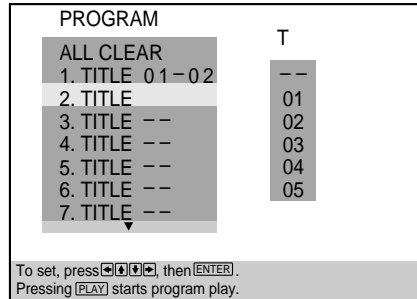 PROGRAM
T
ALL CLEAR
1. TITLE 01–02
2. TITLE
3. TITLE – –
4. TITLE – –
5. TITLE – –
6. TITLE – –
7. TITLE – –
– –
01
02
03
04
05
To set, press ←↑↓→, then ENTER.
Pressing PLAY starts program play.